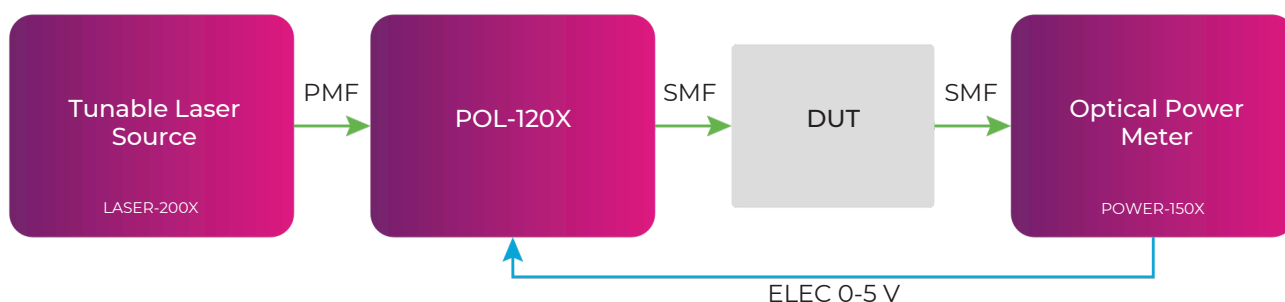 Tunable Laser
Source
LASER-200X
PMF
POL-120X
SMF
DUT
SMF
Optical Power
Meter
POWER-150X
ELEC 0-5 V